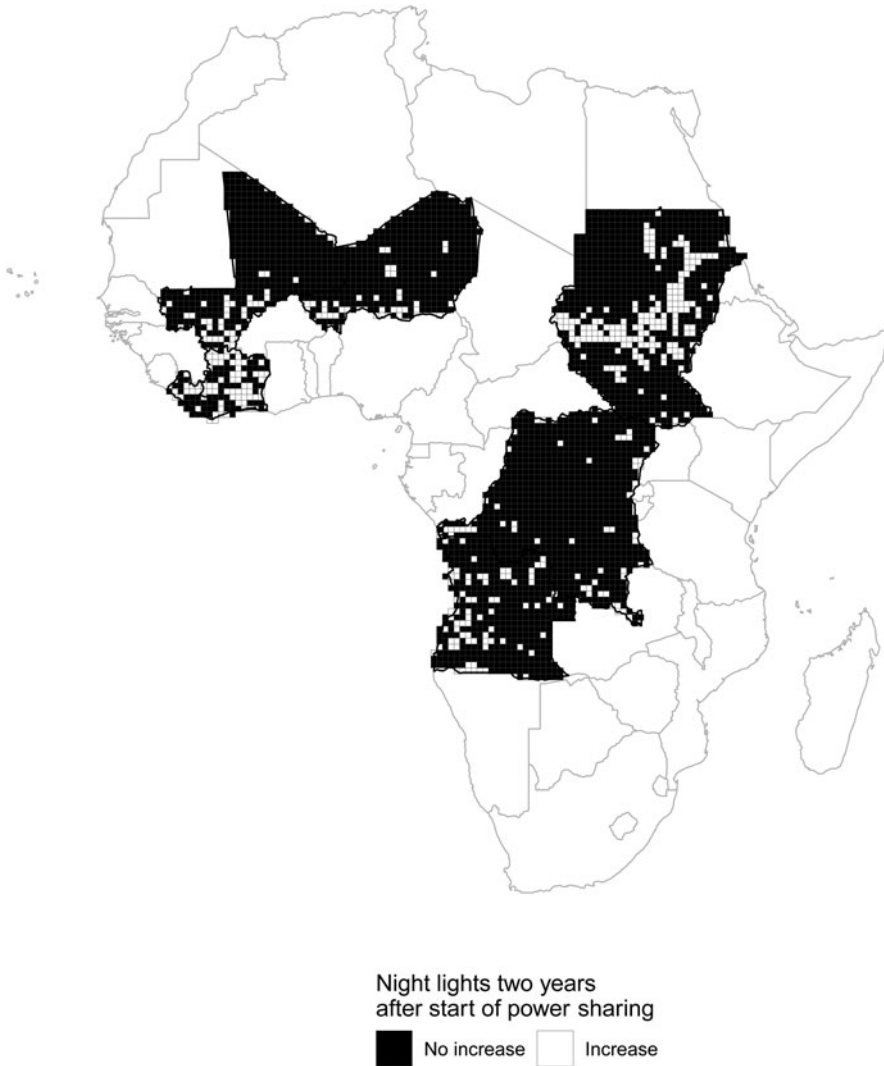 Night lights two years
after start of power sharing
No increase Increase